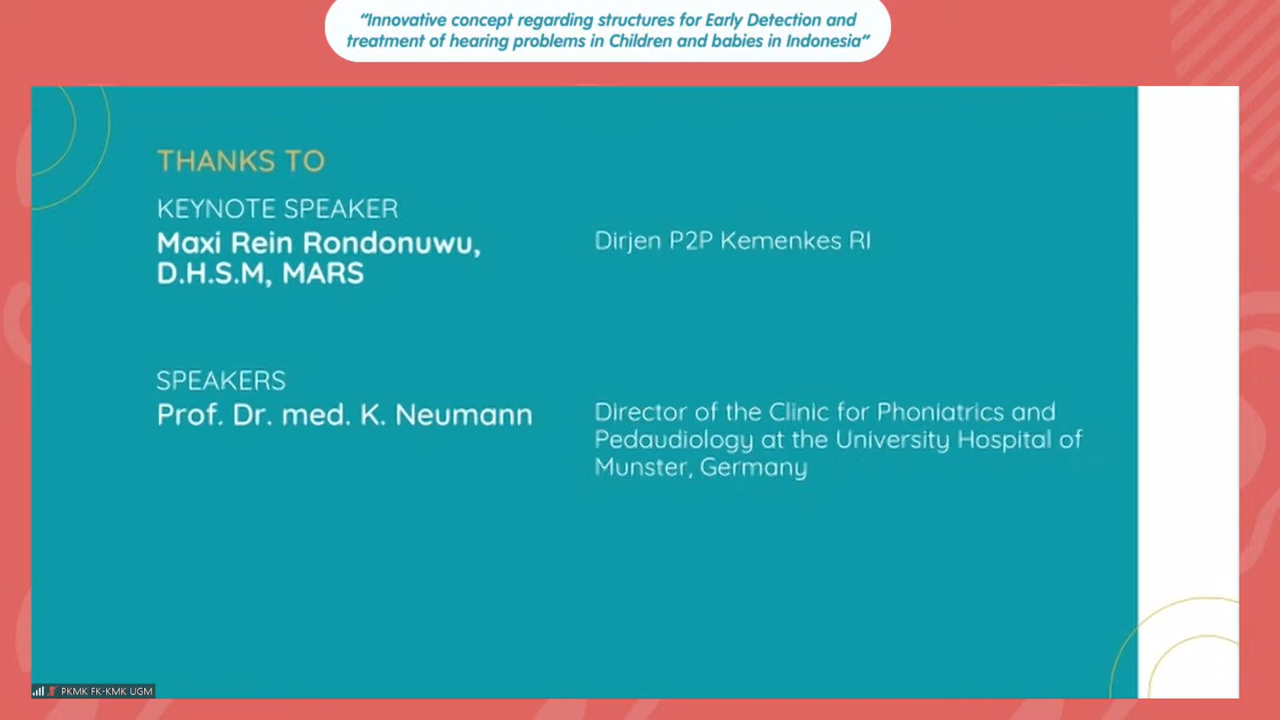 “Innovative concept regarding structures for Early Detection and
treatment of hearing problems in Children and babies in Indonesia”
THANKS TO
KEYNOTE SPEAKER
Maxi Rein Rondonuwu,
D.H.S.M, MARS
Dirjen P2P Kemenkes RI
SPEAKERS
Prof. Dr. med. K. Neumann
Director of the Clinic for Phoniatrics and
Pedaudiology at the University Hospital of
Munster, Germany
PKMK FK-KMK UGM